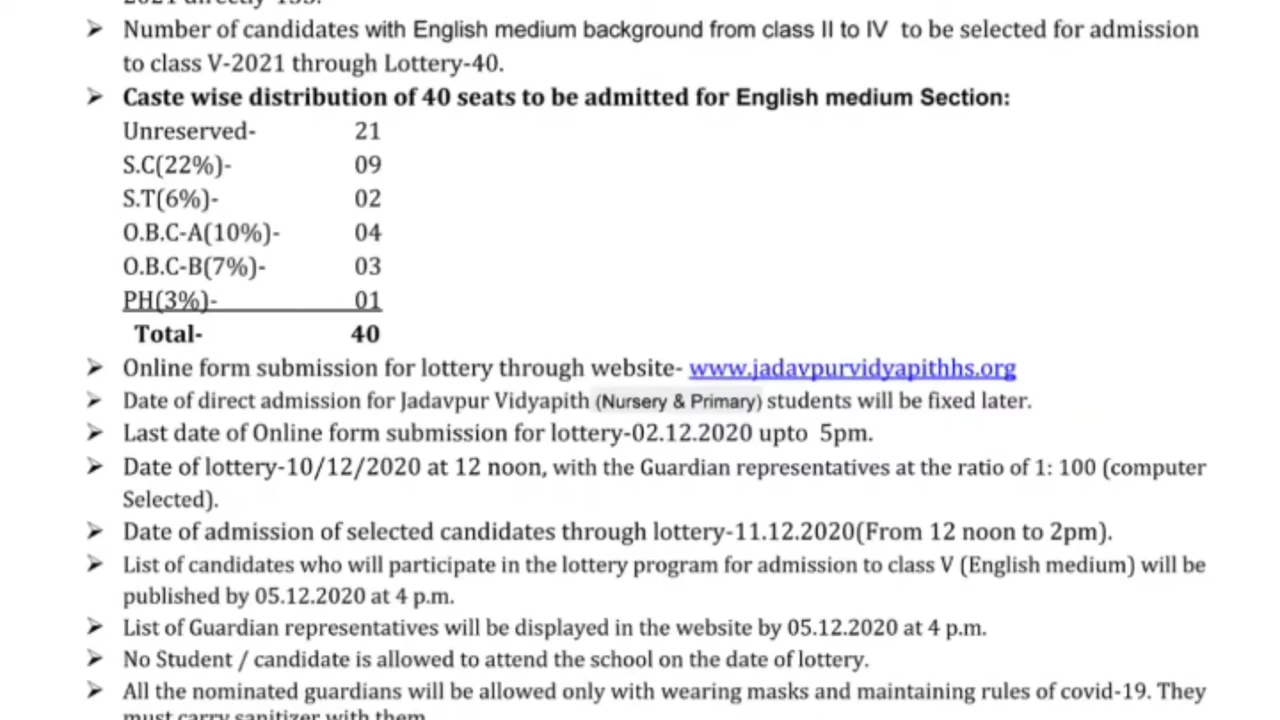 2021 directly-155.
➢ Number of candidates with English medium background from class II to IV to be selected for admission
to class V-2021 through Lottery-40.
➢ Caste wise distribution of 40 seats to be admitted for English medium Section:
Unreserved- 21
S.C(22%)- 09
S.T(6%)- 02
O.B.C-A(10%)- 04
O.B.C-B(7%)- 03
PH(3%)- 01
Total- 40
➢ Online form submission for lottery through website- www.jadavpurvidyapithhs.org
➢ Date of direct admission for Jadavpur Vidyapith (Nursery & Primary) students will be fixed later.
➢ Last date of Online form submission for lottery-02.12.2020 upto 5pm.
➢ Date of lottery-10/12/2020 at 12 noon, with the Guardian representatives at the ratio of 1: 100 (computer
Selected).
➢ Date of admission of selected candidates through lottery-11.12.2020(From 12 noon to 2pm).
➢ List of candidates who will participate in the lottery program for admission to class V (English medium) will be
published by 05.12.2020 at 4 p.m.
➢ List of Guardian representatives will be displayed in the website by 05.12.2020 at 4 p.m.
➢ No Student / candidate is allowed to attend the school on the date of lottery.
➢ All the nominated guardians will be allowed only with wearing masks and maintaining rules of covid-19. They
must carry sanitizer with them